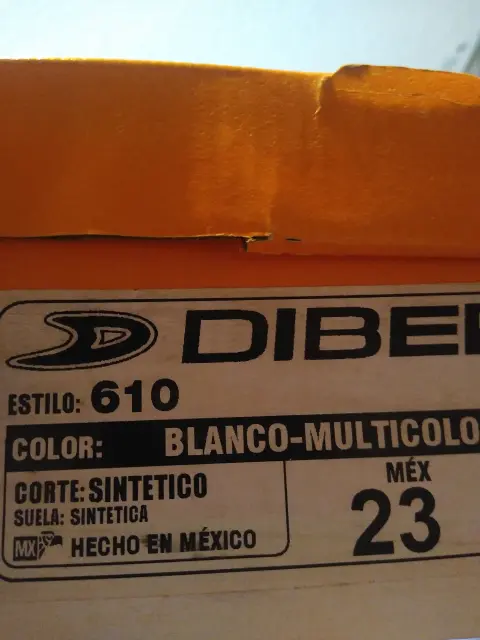 DIBE
ESTILO: 610
COLOR: BLANCO-MULTICOLO
CORTE: SINTETICO
SUELA: SINTETICA
MX HECHO EN MÉXICO
MÉX
23